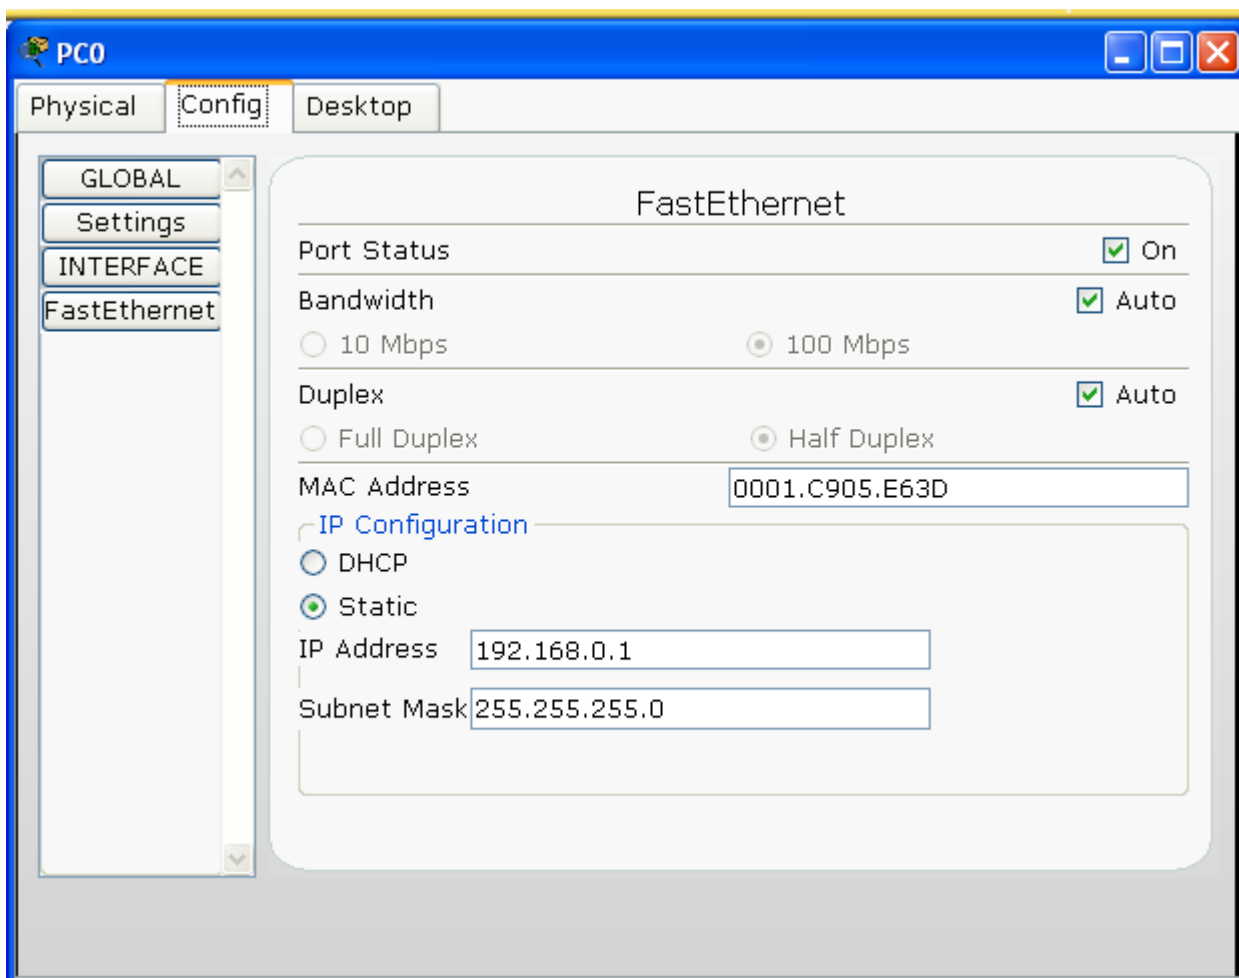 PC0
Physical Config Desktop
GLOBAL
Settings
INTERFACE
FastEthernet
FastEthernet
Port Status On
Bandwidth Auto
10 Mbps 100 Mbps
Duplex Auto
Full Duplex Half Duplex
MAC Address 0001.C905.E63D
IP Configuration
DHCP
Static
IP Address 192.168.0.1
Subnet Mask 255.255.255.0